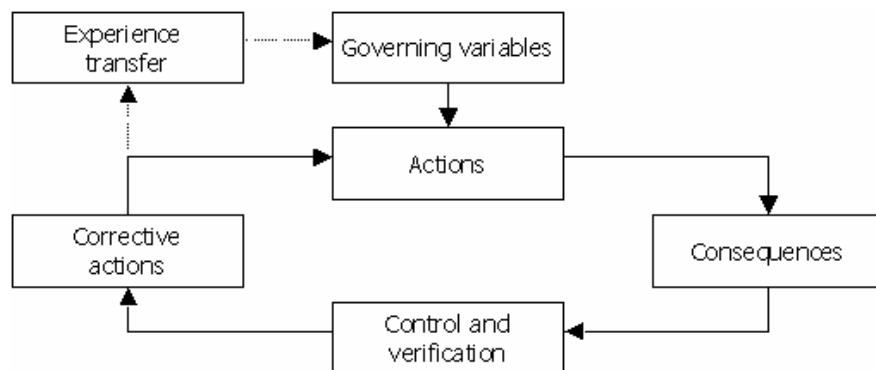 Experience
transfer
Governing variables
Actions
Corrective
actions
Consequences
Control and
verification